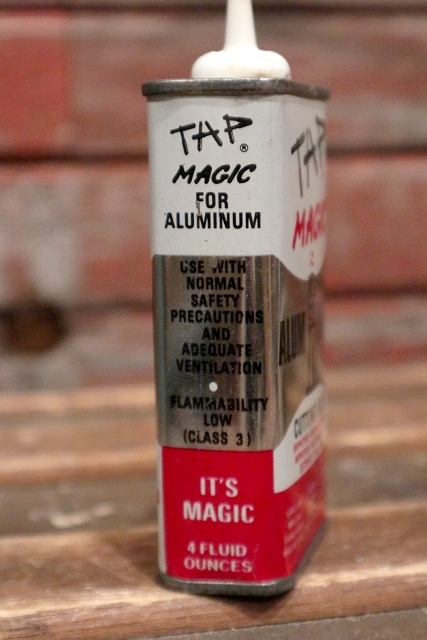 TAP®
MAGIC
FOR
ALUMINUM
USE WITH
NORMAL
SAFETY
PRECAUTIONS
AND
ADEQUATE
VENTILATION
•
FLAMMABILITY
LOW
(CLASS 3)
IT'S
MAGIC
4 FLUID
OUNCES
TAP
MAGIC